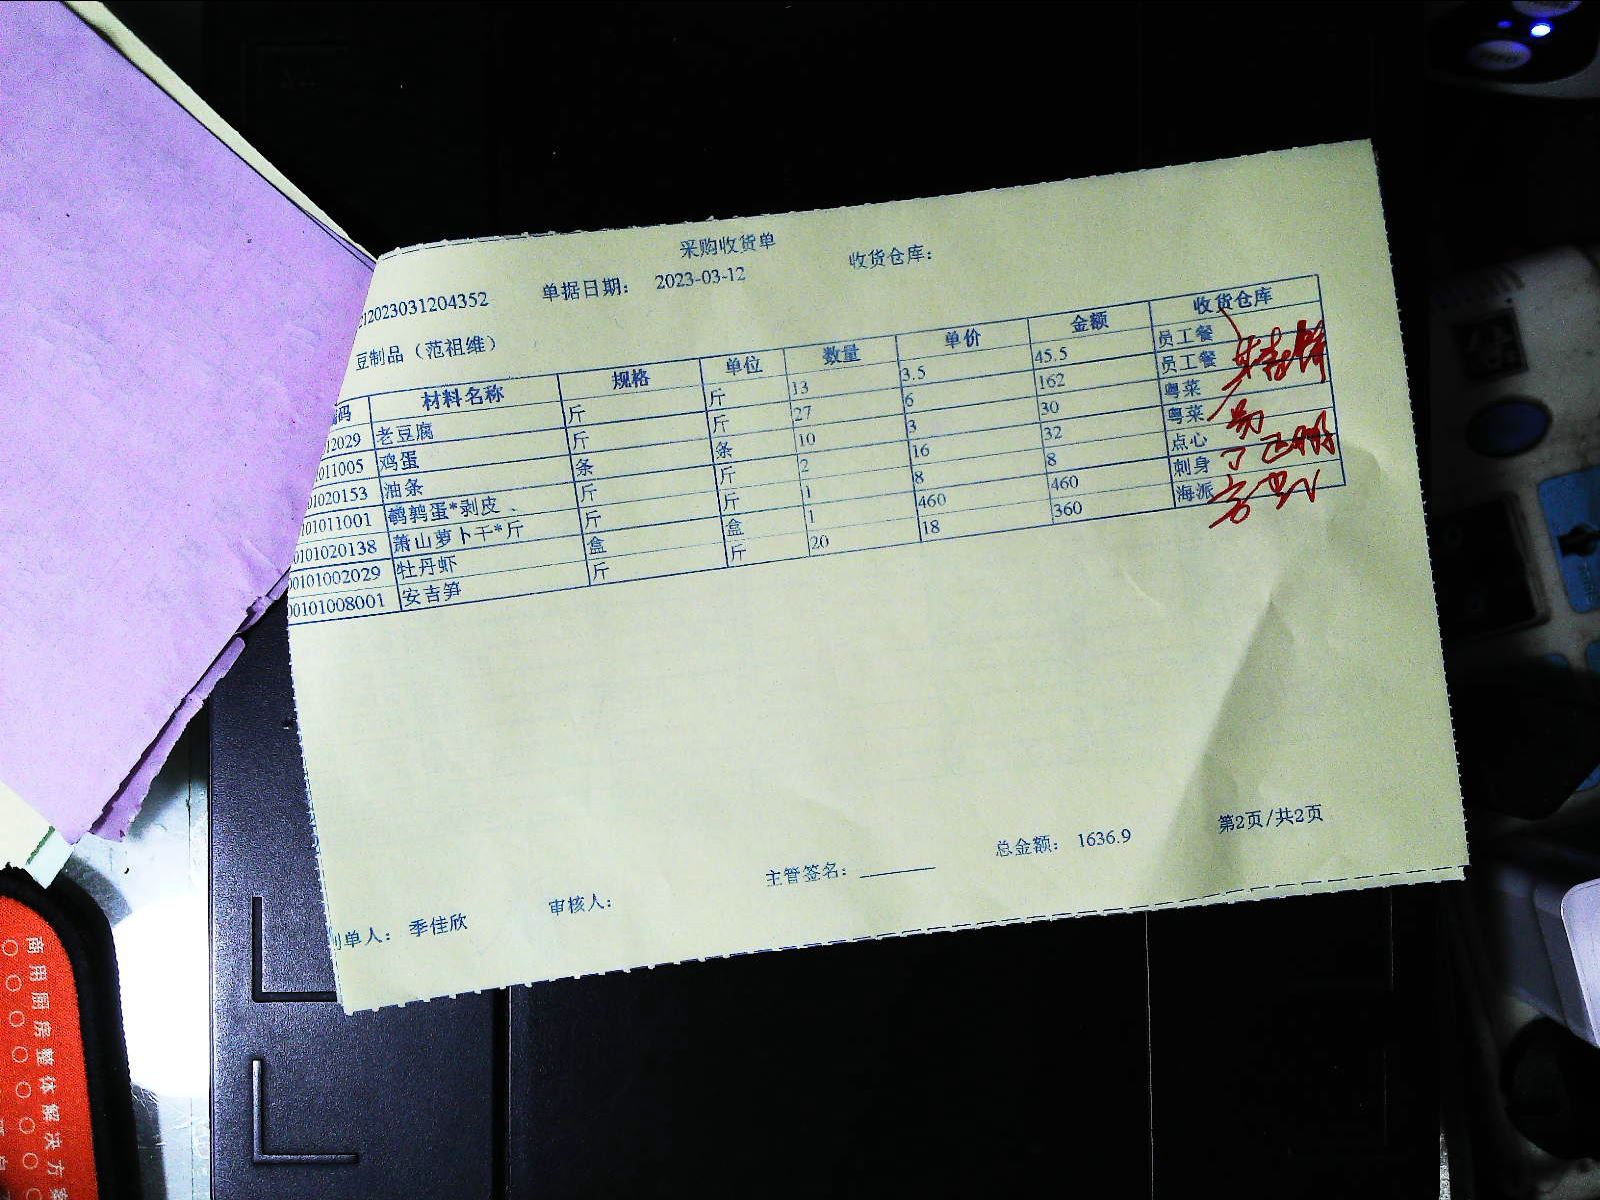 采购收货单
2023031204352 单据日期: 2023-03-12 收货仓库:
豆制品（范祖维）
码 材料名称 规格 单位 数量 单价 金额 收货仓库
2029 老豆腐 斤 斤 13 3.5 45.5 员工餐
011005 鸡蛋 斤 斤 27 6 162 员工餐
01020153 油条 条 条 10 3 30 粤菜
101011001 鹌鹑蛋*剥皮 斤 斤 2 16 32 粤菜
0101020138 萧山萝卜干*斤 斤 斤 1 8 8 点心
00101002029 牡丹虾 盒 盒 1 460 460 刺身
00101008001 安吉笋 斤 斤 20 18 360 海派
单人: 季佳欣 审核人: 主管签名: 总金额: 1636.9 第2页/共2页
商用厨房整体解决方案